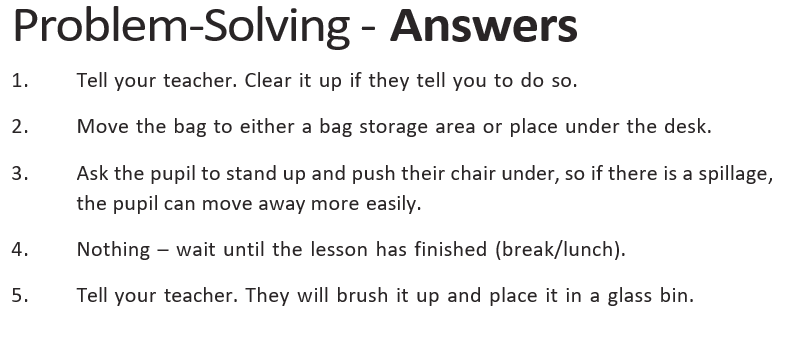 Problem-Solving - Answers
1. Tell your teacher. Clear it up if they tell you to do so.
2. Move the bag to either a bag storage area or place under the desk.
3. Ask the pupil to stand up and push their chair under, so if there is a spillage,
the pupil can move away more easily.
4. Nothing – wait until the lesson has finished (break/lunch).
5. Tell your teacher. They will brush it up and place it in a glass bin.